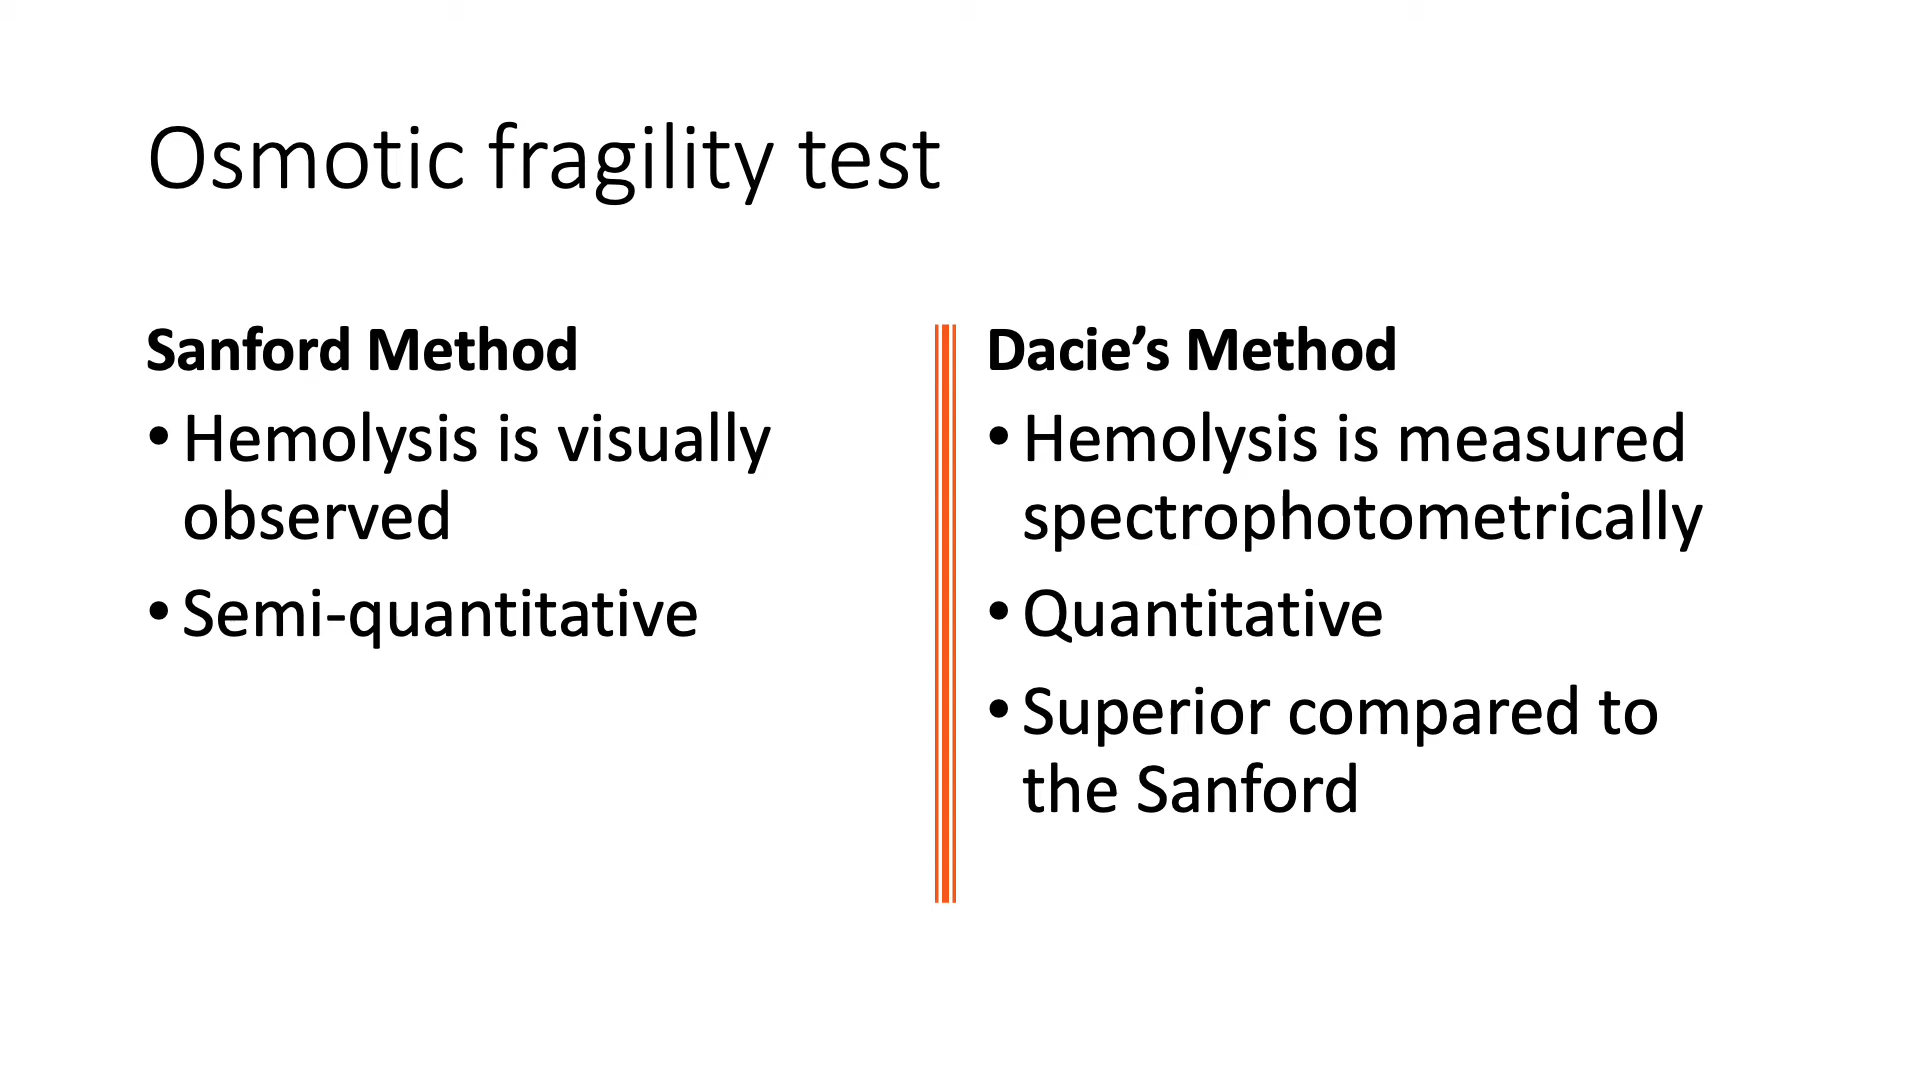 Osmotic fragility test
Sanford Method
• Hemolysis is visually
observed
• Semi-quantitative
Dacie’s Method
• Hemolysis is measured
spectrophotometrically
• Quantitative
• Superior compared to
the Sanford